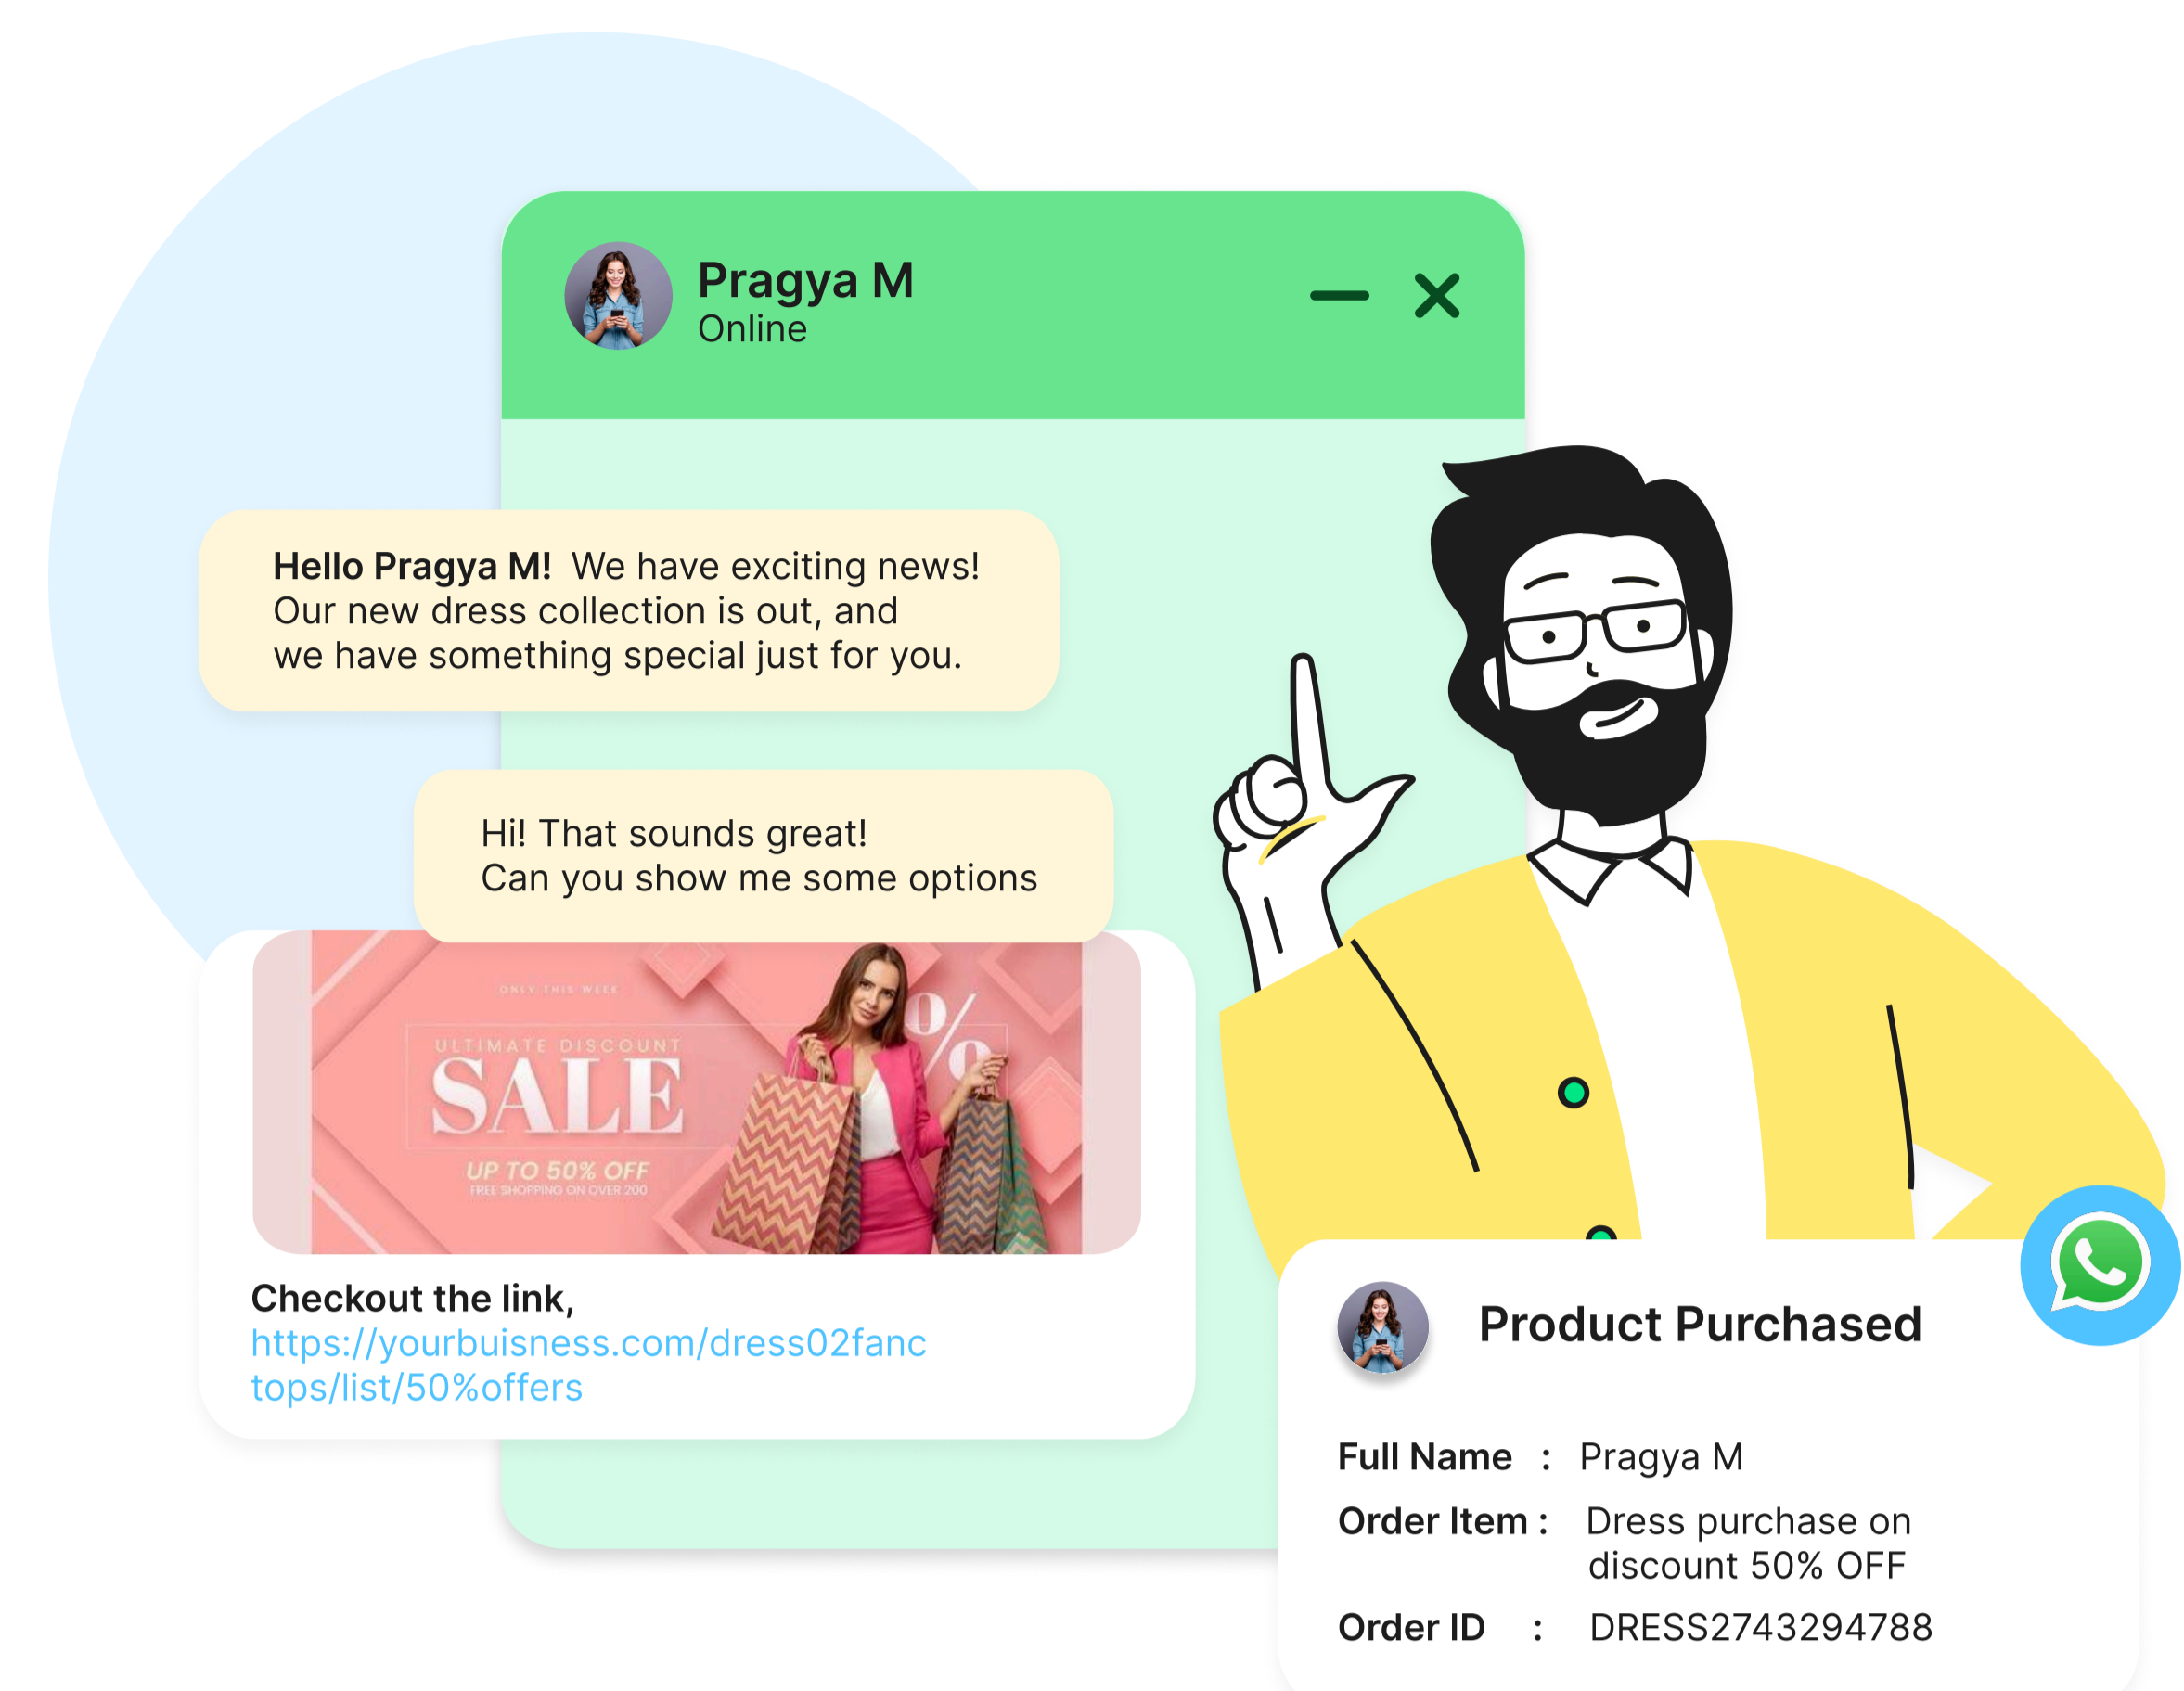 Pragya M
Online
Hello Pragya M! We have exciting news!
Our new dress collection is out, and
we have something special just for you.
Hi! That sounds great!
Can you show me some options
ONLY THIS WEEK
ULTIMATE DISCOUNT
SALE
%
UP TO 50% OFF
FREE SHOPPING ON OVER 200
Checkout the link,
https://yourbuisness.com/dress02fanc
tops/list/50%offers
Product Purchased
Full Name : Pragya M
Order Item : Dress purchase on
discount 50% OFF
Order ID : DRESS2743294788